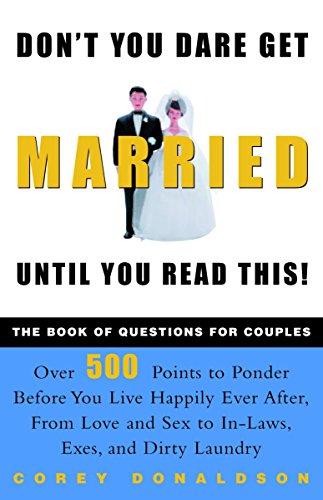 DON'T YOU DARE GET
MARRIED
UNTIL YOU READ THIS!
THE BOOK OF QUESTIONS FOR COUPLES
Over 500 Points to Ponder
Before You Live Happily Ever After,
From Love and Sex to In-Laws,
Exes, and Dirty Laundry
COREY DONALDSON